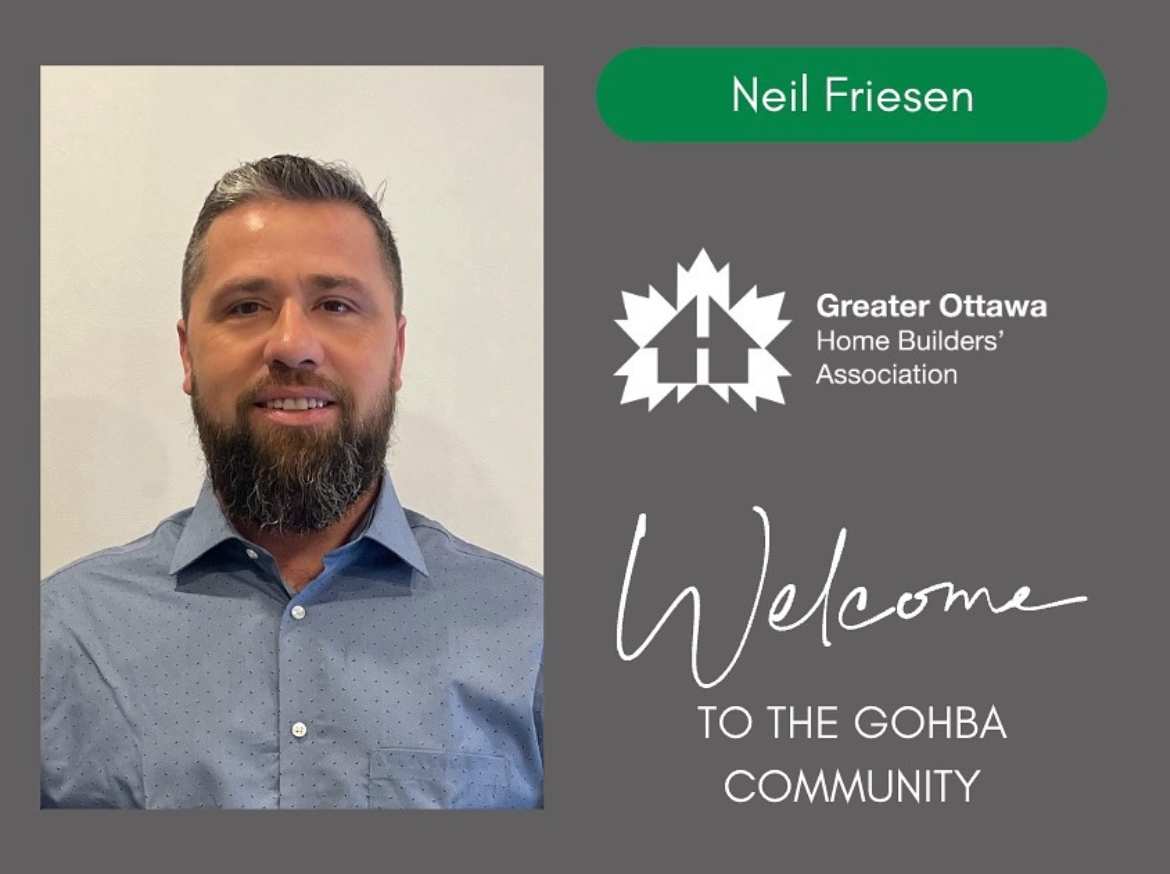 Neil Friesen
Greater Ottawa
Home Builders'
Association
Welcome
TO THE GOHBA
COMMUNITY